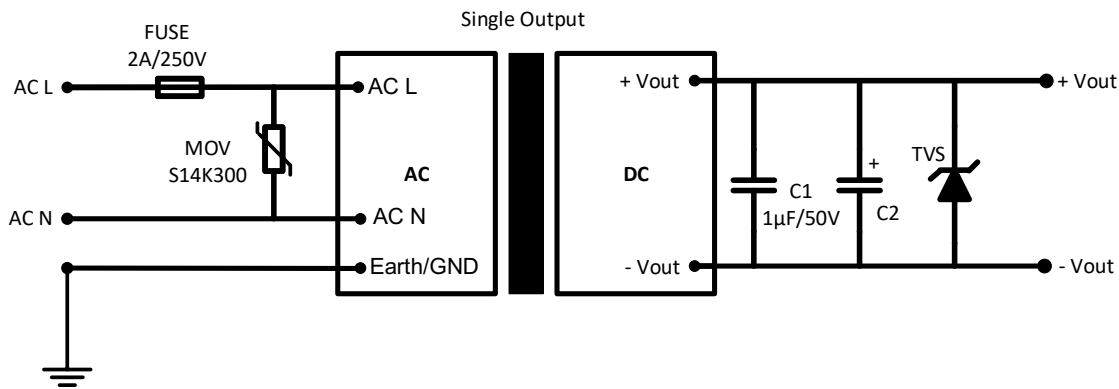 Single Output
FUSE
2A/250V
AC L
AC L
MOV
S14K300
AC
AC N
AC N
Earth/GND
+ Vout
+ Vout
DC
C1
1µF/50V
+
C2
TVS
- Vout
- Vout